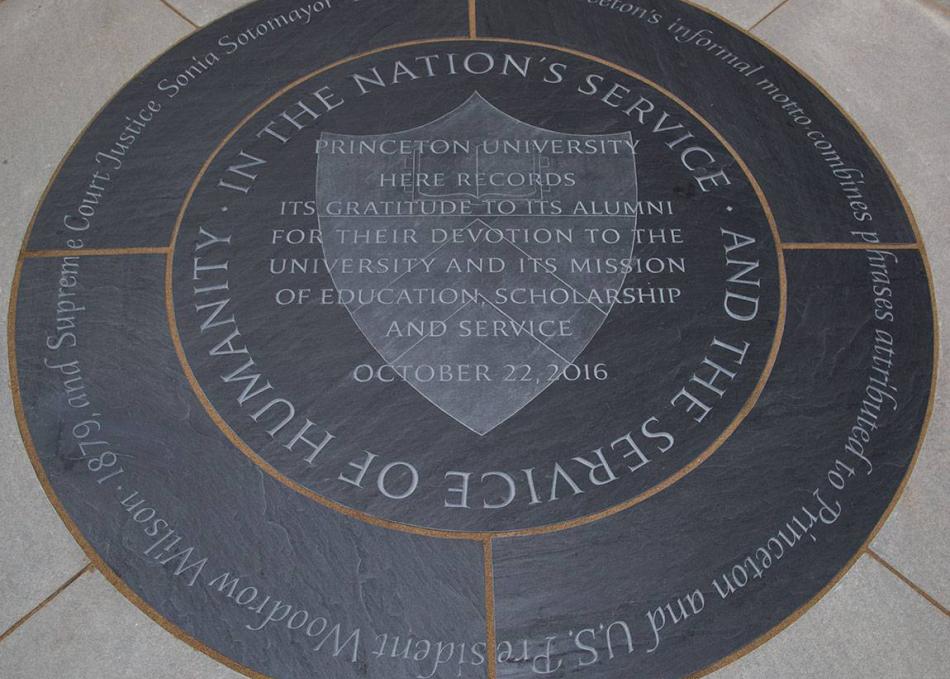 IN THE NATION'S SERVICE · AND THE SERVICE OF HUMANITY ·
PRINCETON UNIVERSITY
HERE RECORDS
ITS GRATITUDE TO ITS ALUMNI
FOR THEIR DEVOTION TO THE
UNIVERSITY AND ITS MISSION
OF EDUCATION, SCHOLARSHIP
AND SERVICE
OCTOBER 22, 2016
informal motto combines phrases attributed to Princeton and U.S. President Woodrow Wilson · 1879, and Supreme Court Justice Sonia Sotomayor